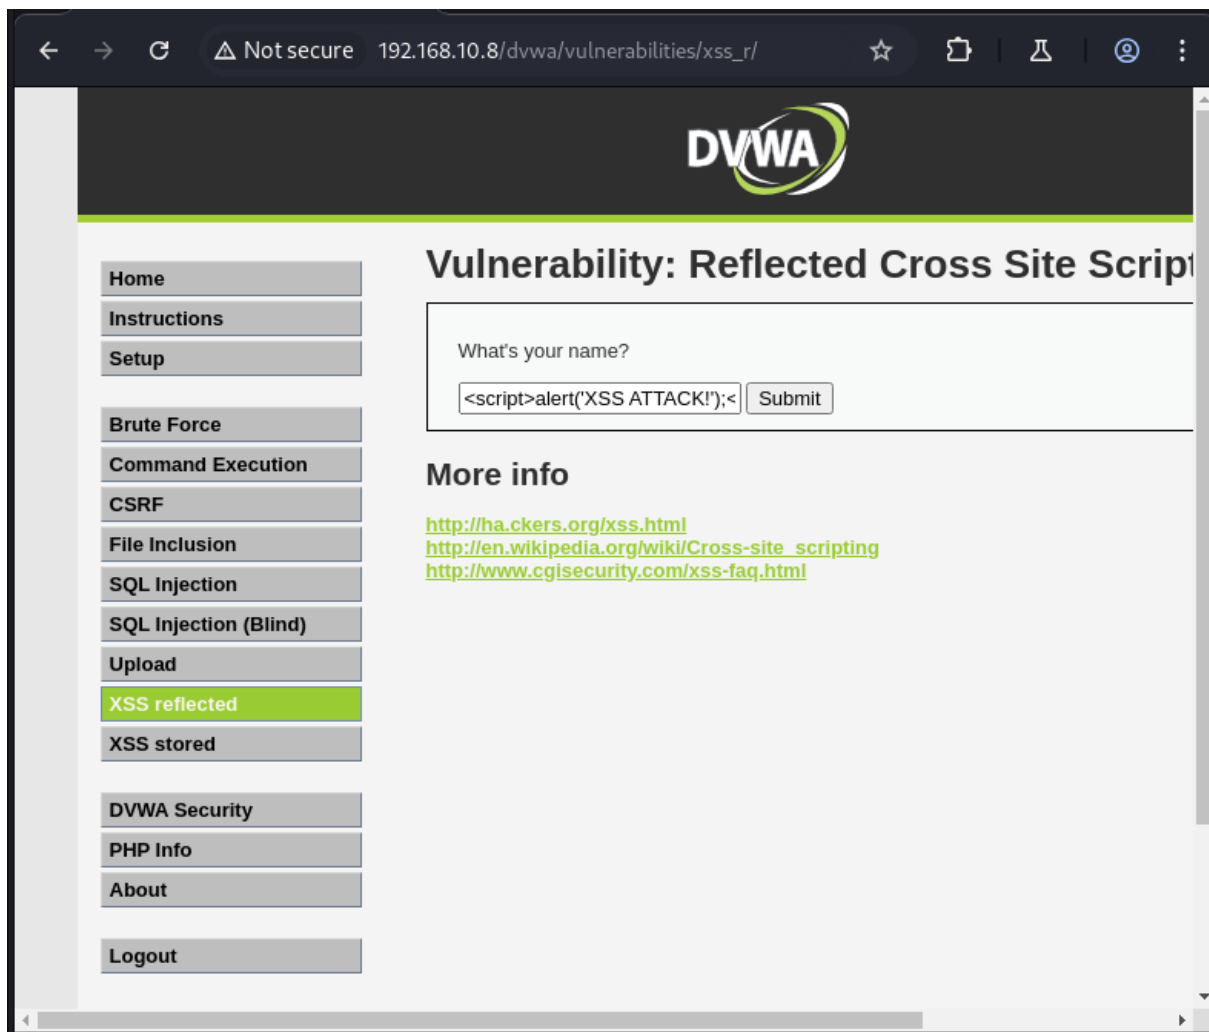 Not secure 192.168.10.8/dvwa/vulnerabilities/xss_r/
DVWA
Home
Instructions
Setup
Brute Force
Command Execution
CSRF
File Inclusion
SQL Injection
SQL Injection (Blind)
Upload
XSS reflected
XSS stored
DVWA Security
PHP Info
About
Logout
Vulnerability: Reflected Cross Site Script
What's your name?
<script>alert('XSS ATTACK!');< Submit
More info
http://ha.ckers.org/xss.html
http://en.wikipedia.org/wiki/Cross-site_scripting
http://www.cgisecurity.com/xss-faq.html